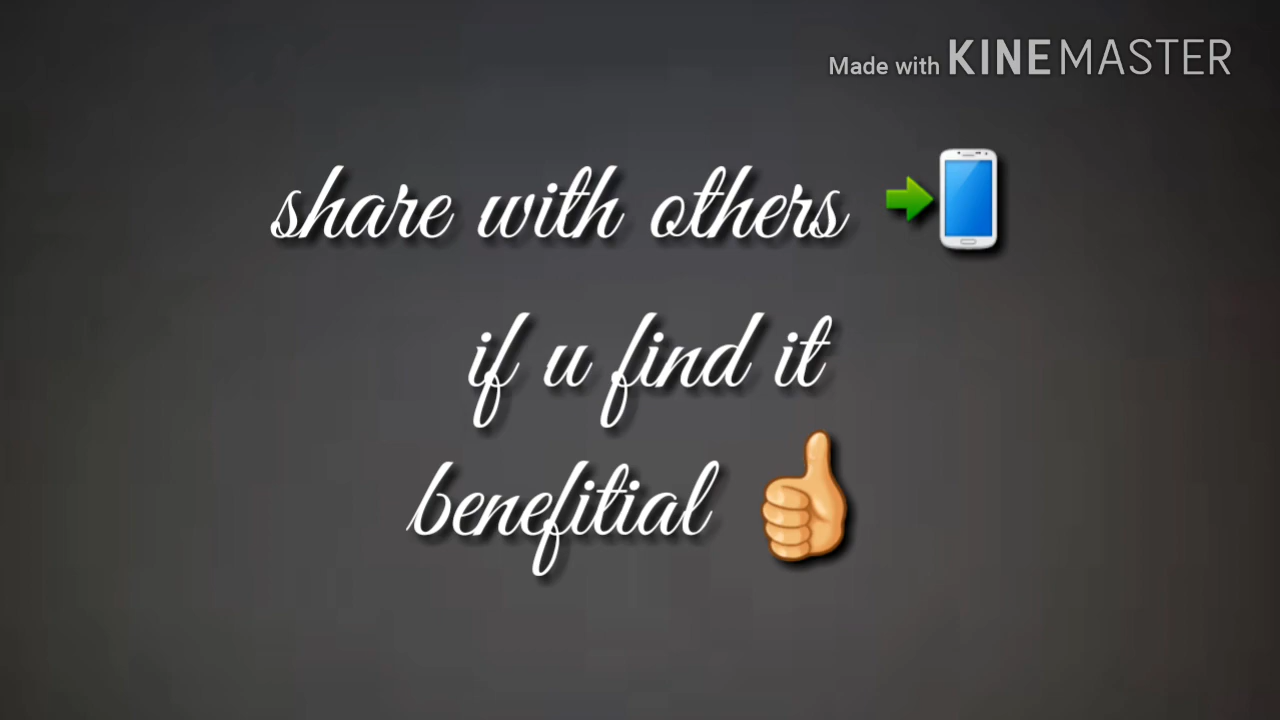 Made with KINEMASTER
share with others 📲
if u find it
benefitial 👍